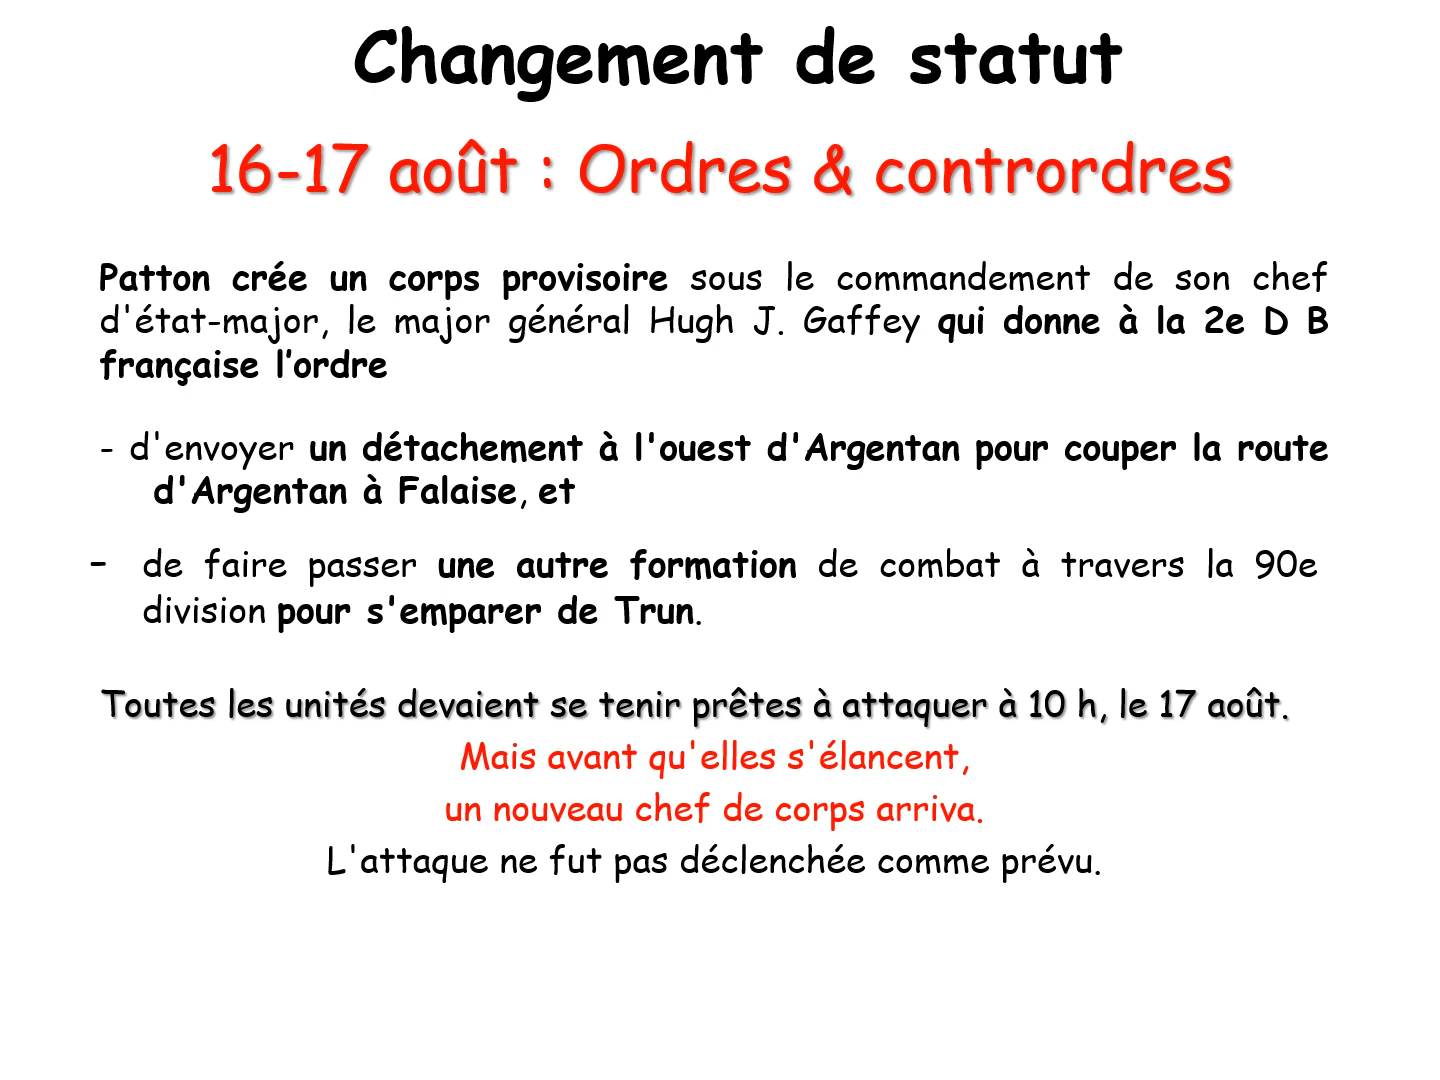 Changement de statut
16-17 août : Ordres & contrordres
Patton crée un corps provisoire sous le commandement de son chef
d'état-major, le major général Hugh J. Gaffey qui donne à la 2e D B
française l’ordre
- d'envoyer un détachement à l'ouest d'Argentan pour couper la route
d'Argentan à Falaise, et
- de faire passer une autre formation de combat à travers la 90e
division pour s'emparer de Trun.
Toutes les unités devaient se tenir prêtes à attaquer à 10 h, le 17 août.
Mais avant qu'elles s'élancent,
un nouveau chef de corps arriva.
L'attaque ne fut pas déclenchée comme prévu.